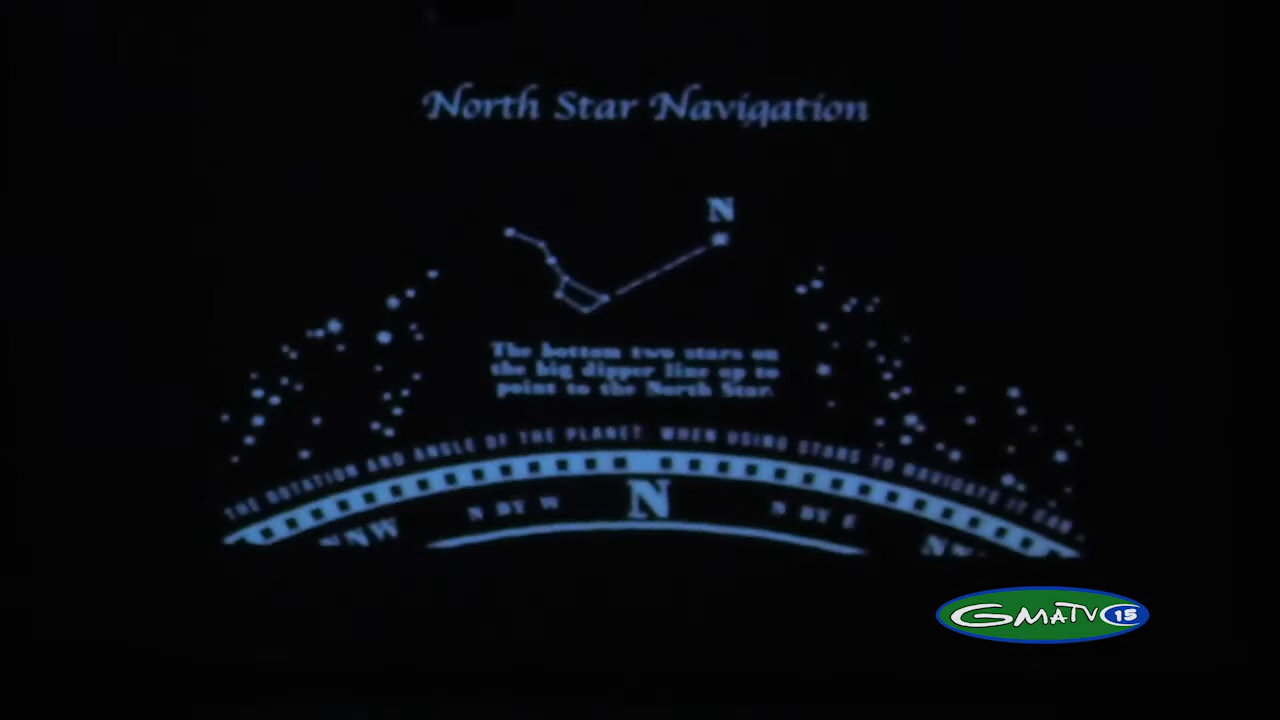 North Star Navigation
N
The bottom two stars on
the big dipper line up to
point to the North Star.
THE ROTATION AND ANGLE OF THE PLANET. WHEN USING STARS TO NAVIGATE IT CAN
NNW N BY W N N BY E
GMATV 15